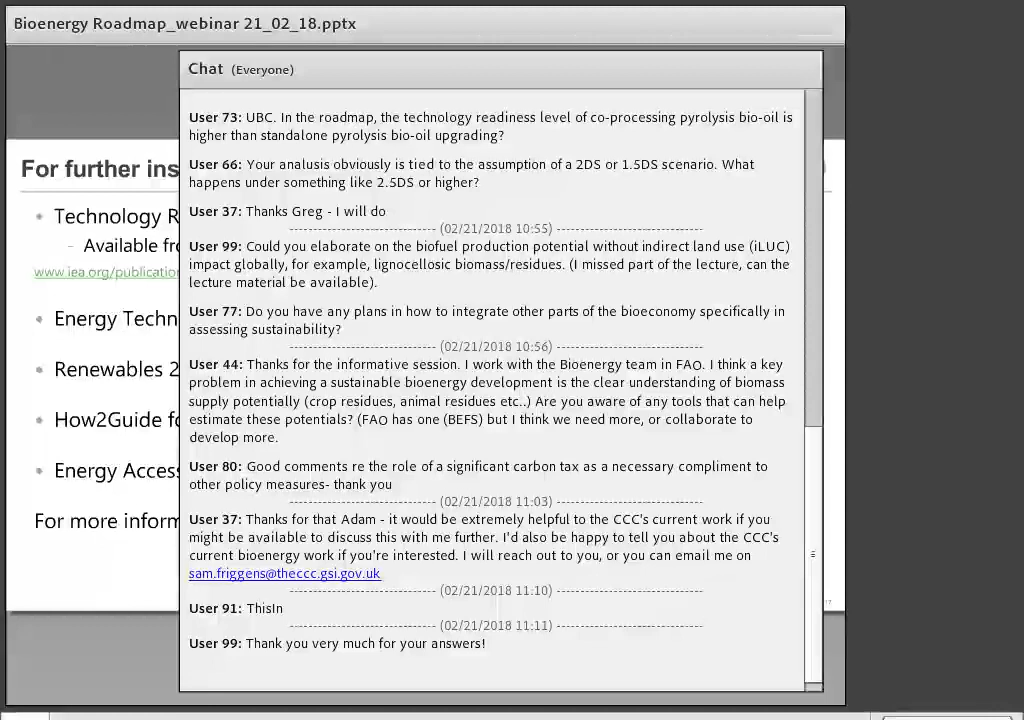 Bioenergy Roadmap_webinar 21_02_18.pptx
Chat (Everyone)
User 73: UBC. In the roadmap, the technology readiness level of co-processing pyrolysis bio-oil is
higher than standalone pyrolysis bio-oil upgrading?
User 66: Your analusis obviously is tied to the assumption of a 2DS or 1.5DS scenario. What
happens under something like 2.5DS or higher?
User 37: Thanks Greg - I will do
(02/21/2018 10:55)
User 99: Could you elaborate on the biofuel production potential without indirect land use (iLUC)
impact globally, for example, lignocellosic biomass/residues. (I missed part of the lecture, can the
lecture material be available).
User 77: Do you have any plans in how to integrate other parts of the bioeconomy specifically in
assessing sustainability?
(02/21/2018 10:56)
User 44: Thanks for the informative session. I work with the Bioenergy team in FAO. I think a key
problem in achieving a sustainable bioenergy development is the clear understanding of biomass
supply potentially (crop residues, animal residues etc..) Are you aware of any tools that can help
estimate these potentials? (FAO has one (BEFS) but I think we need more, or collaborate to
develop more.
User 80: Good comments re the role of a significant carbon tax as a necessary compliment to
other policy measures- thank you
(02/21/2018 11:03)
User 37: Thanks for that Adam - it would be extremely helpful to the CCC's current work if you
might be available to discuss this with me further. I'd also be happy to tell you about the CCC's
current bioenergy work if you're interested. I will reach out to you, or you can email me on
sam.friggens@theccc.gsi.gov.uk
(02/21/2018 11:10)
User 91: ThisIn
(02/21/2018 11:11)
User 99: Thank you very much for your answers!
For further ins
• Technology R
– Available fro
www.iea.org/publication
• Energy Techn
• Renewables 2
• How2Guide fo
• Energy Access
For more inform